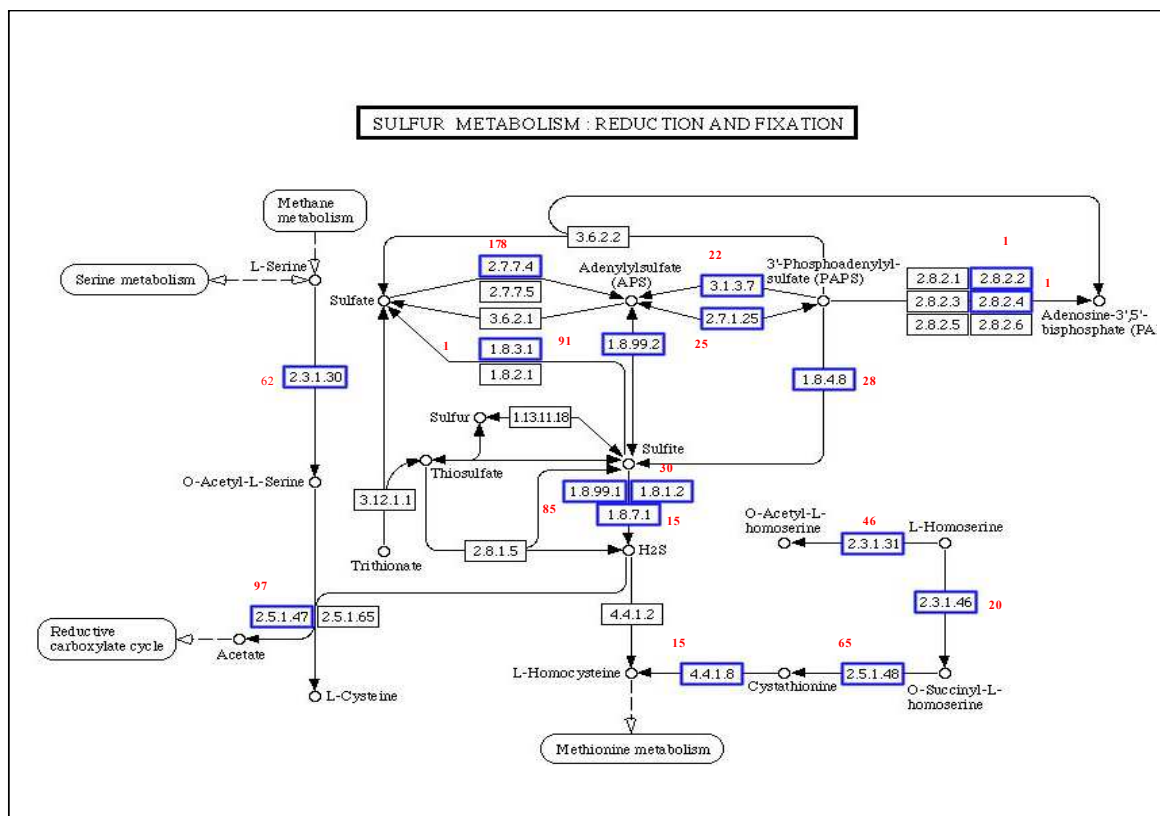 SULFUR METABOLISM : REDUCTION AND FIXATION
Methane
metabolism
3.6.2.2
L-Serine
Serine metabolism
178
22
1
2.7.7.4
2.7.7.5
3.6.2.1
Sulfate
Adenylylsulfate
(APS)
3.1.3.7
2.7.1.25
3'-Phosphoadenylyl-
sulfate (PAPS)
2.8.2.1
2.8.2.2
2.8.2.3
2.8.2.4
2.8.2.5
2.8.2.6
1
Adenosine-3',5'-
bisphosphate (PA
1
1.8.3.1
1.8.2.1
91
1.8.99.2
25
62
2.3.1.30
1.8.4.8
28
Sulfur
1.13.11.18
Sulfite
Thiosulfate
30
O-Acetyl-L-Serine
3.12.1.1
1.8.99.1
1.8.1.2
1.8.7.1
85
15
O-Acetyl-L-
homoserine
46
2.3.1.31
L-Homoserine
Trithionate
2.8.1.5
H2S
97
2.5.1.47
2.5.1.65
4.4.1.2
2.3.1.46
20
Reductive
carboxylate cycle
Acetate
15
65
L-Homocysteine
4.4.1.8
Cystathionine
2.5.1.48
O-Succinyl-L-
homoserine
L-Cysteine
Methionine metabolism